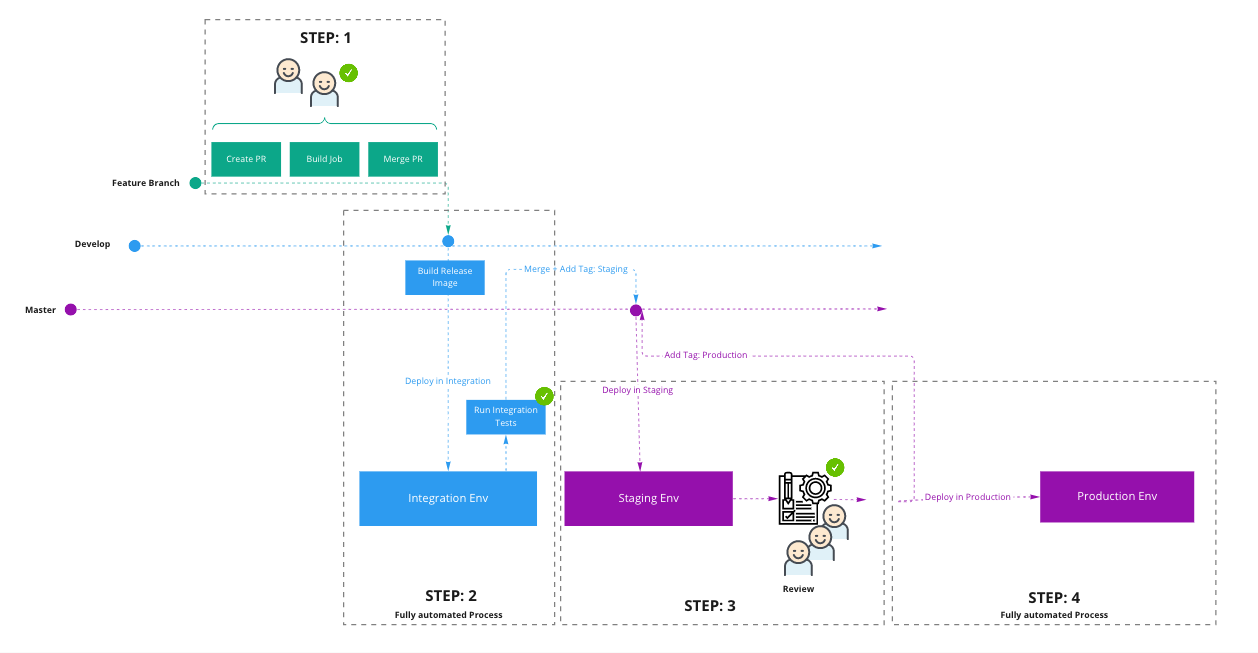 STEP: 1
Create PR
Build Job
Merge PR
Feature Branch
Develop
Build Release
Image
Merge + Add Tag: Staging
Master
Add Tag: Production
Deploy in Integration
Deploy in Staging
Run Integration
Tests
Integration Env
Staging Env
Deploy in Production
Production Env
Review
STEP: 2
Fully automated Process
STEP: 3
STEP: 4
Fully automated Process